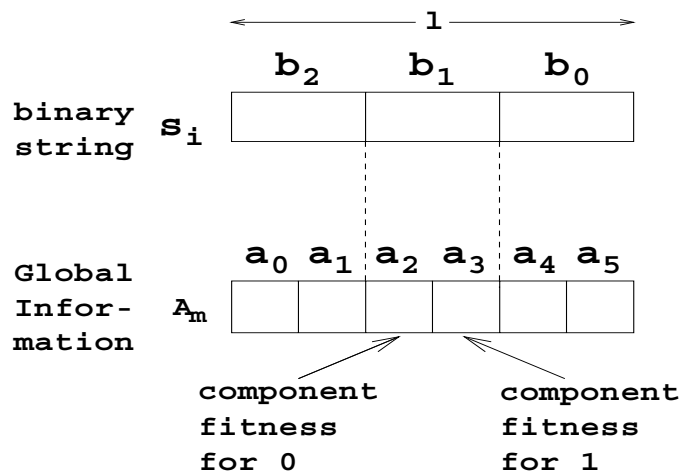 l
b2 b1 b0
binary
string
si
a0 a1 a2 a3 a4 a5
Global
Infor-
mation
Am
component
fitness
for 0
component
fitness
for 1